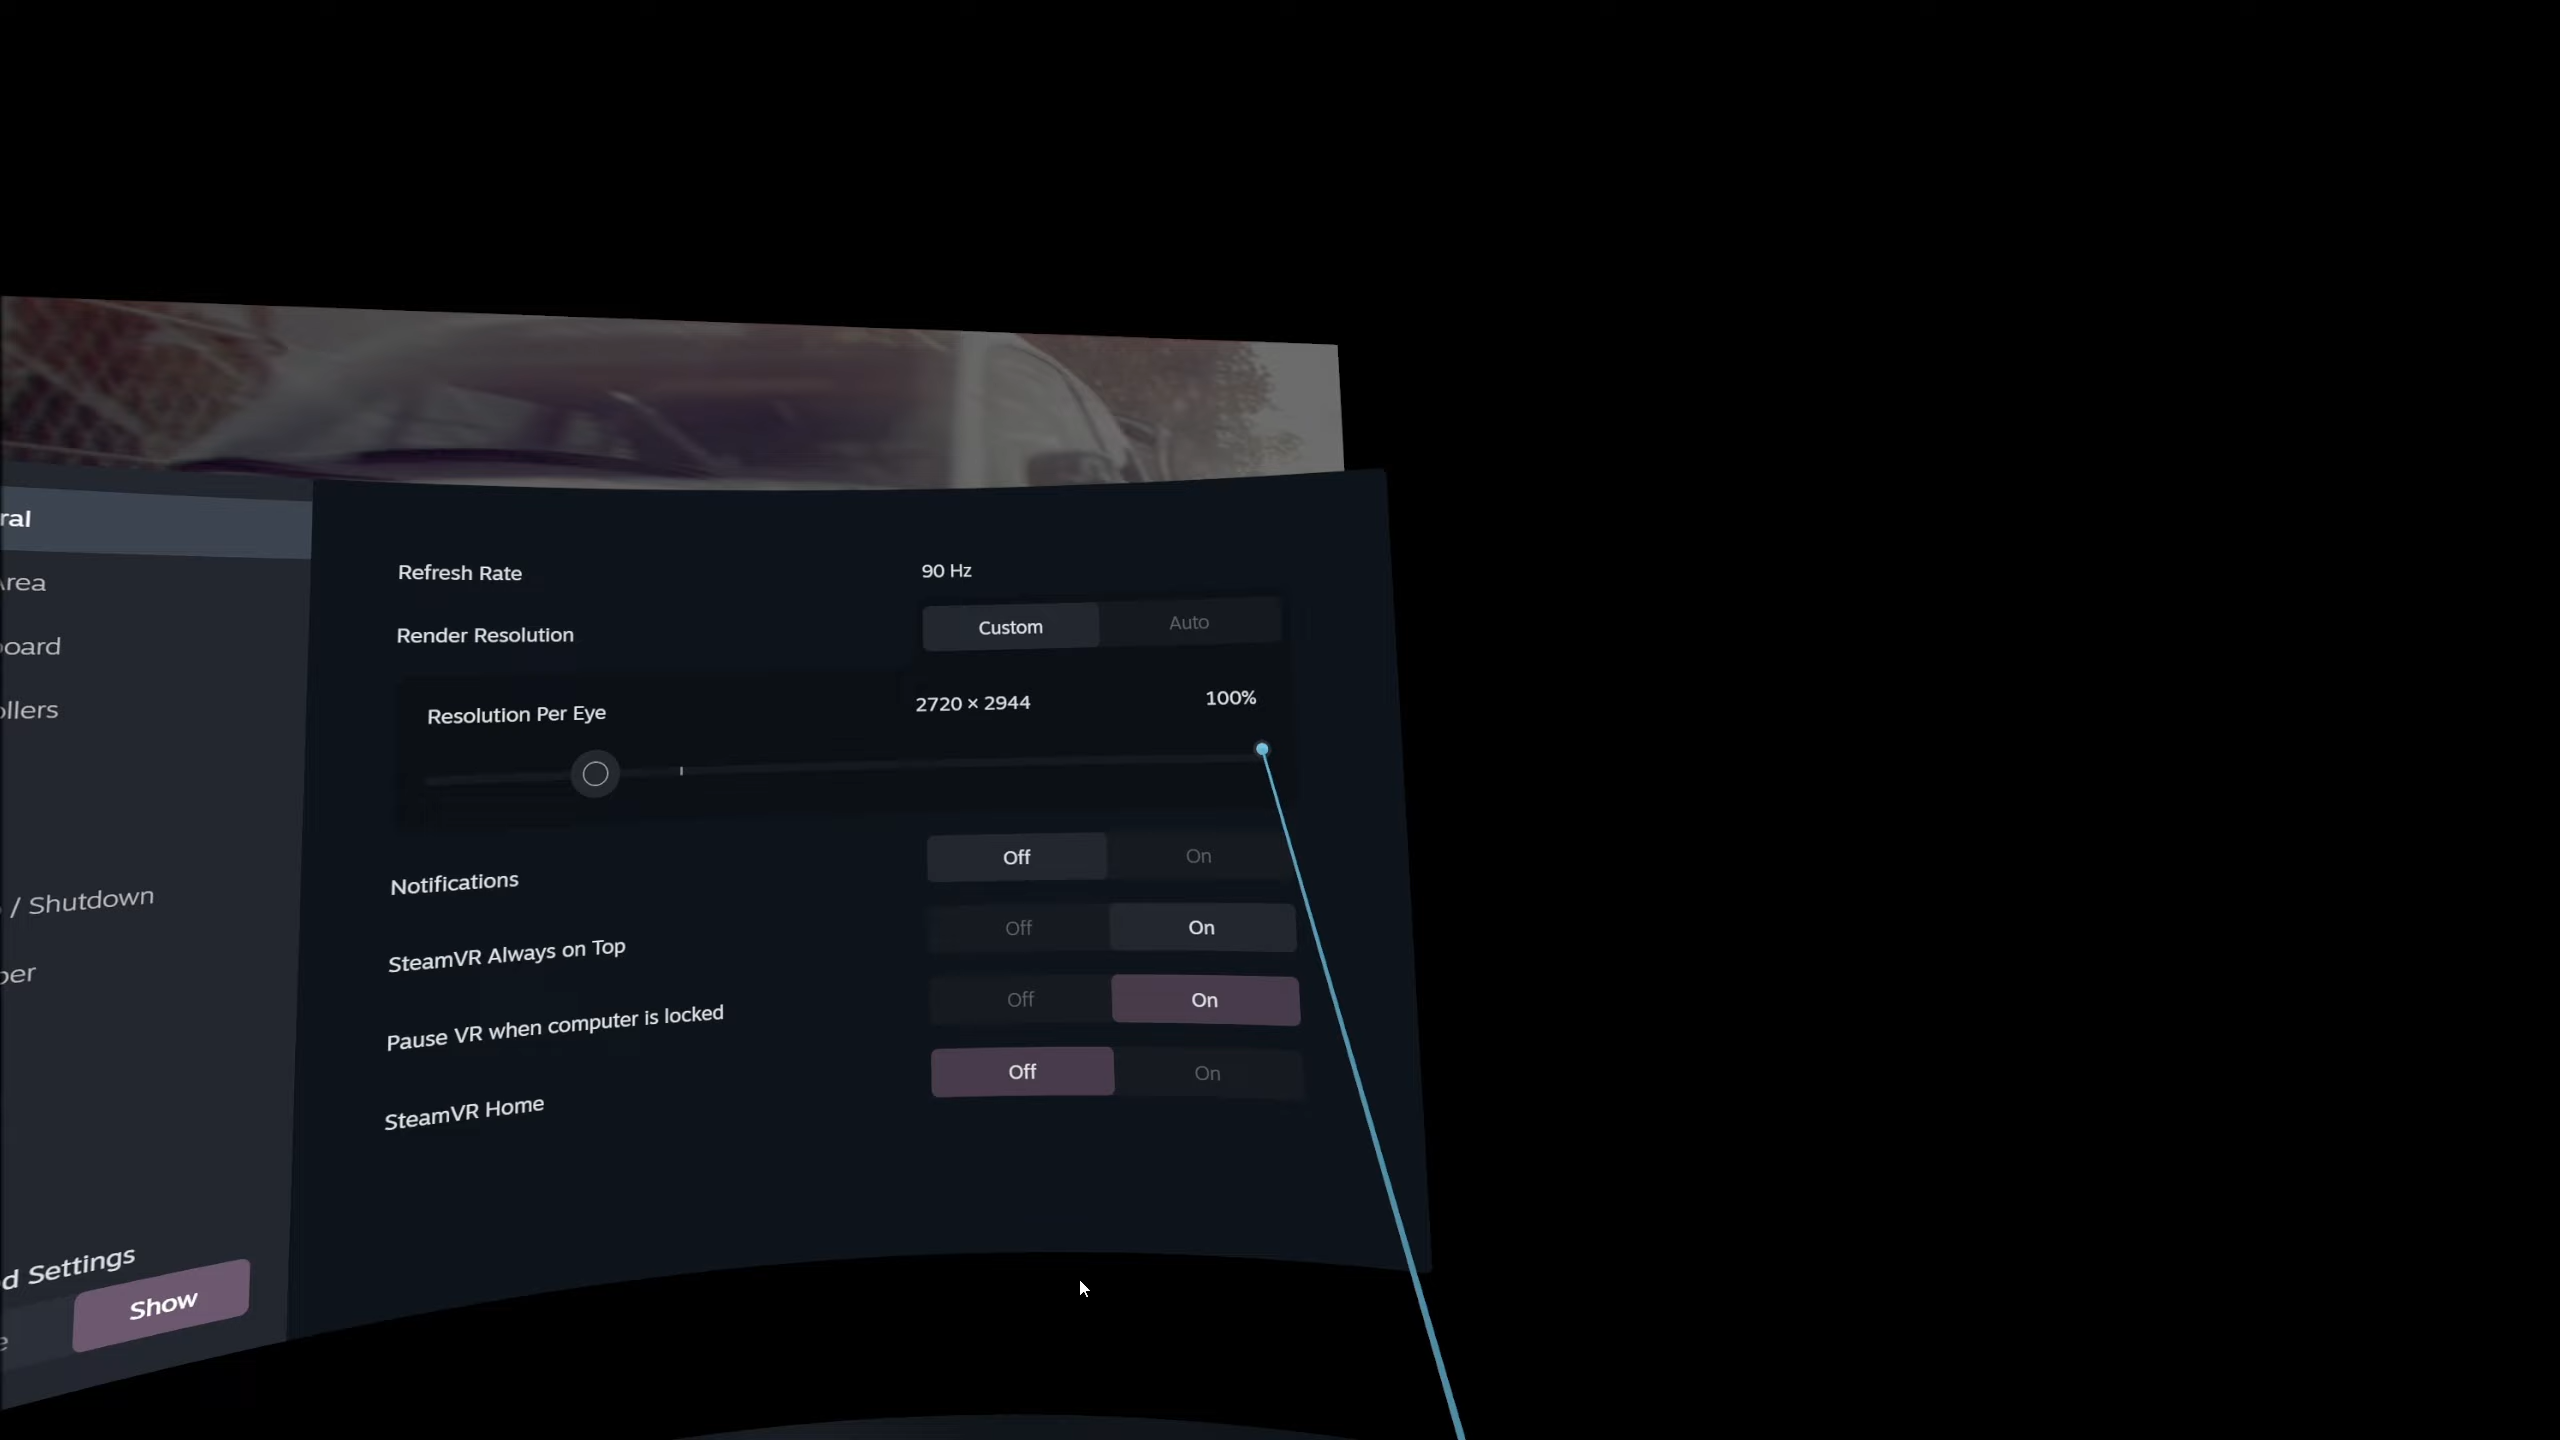 ral
Area
oard
ollers
/ Shutdown
per
d Settings
e
Show
Refresh Rate
90 Hz
Render Resolution
Custom
Auto
Resolution Per Eye
2720 × 2944
100%
Notifications
Off
On
SteamVR Always on Top
Off
On
Pause VR when computer is locked
Off
On
SteamVR Home
Off
On